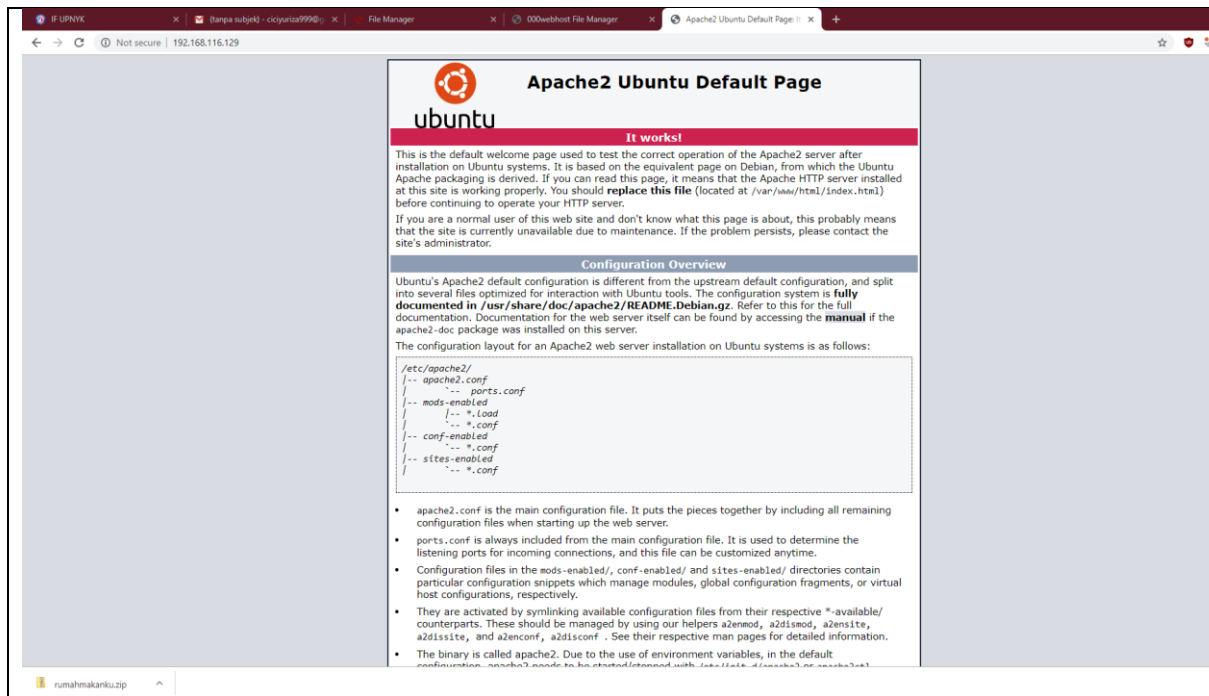 IF UPNYK
(tanpa subjek) - ciciyuriza999@g
File Manager
000webhost File Manager
Apache2 Ubuntu Default Page: It
Not secure | 192.168.116.129
ubuntu
Apache2 Ubuntu Default Page
It works!
This is the default welcome page used to test the correct operation of the Apache2 server after
installation on Ubuntu systems. It is based on the equivalent page on Debian, from which the Ubuntu
Apache packaging is derived. If you can read this page, it means that the Apache HTTP server installed
at this site is working properly. You should replace this file (located at /var/www/html/index.html)
before continuing to operate your HTTP server.
If you are a normal user of this web site and don't know what this page is about, this probably means
that the site is currently unavailable due to maintenance. If the problem persists, please contact the
site's administrator.
Configuration Overview
Ubuntu's Apache2 default configuration is different from the upstream default configuration, and split
into several files optimized for interaction with Ubuntu tools. The configuration system is fully
documented in /usr/share/doc/apache2/README.Debian.gz. Refer to this for the full
documentation. Documentation for the web server itself can be found by accessing the manual if the
apache2-doc package was installed on this server.
The configuration layout for an Apache2 web server installation on Ubuntu systems is as follows:
/etc/apache2/
|-- apache2.conf
|       `--  ports.conf
|-- mods-enabled
|       |-- *.load
|       `-- *.conf
|-- conf-enabled
|       `-- *.conf
|-- sites-enabled
|       `-- *.conf
• apache2.conf is the main configuration file. It puts the pieces together by including all remaining
configuration files when starting up the web server.
• ports.conf is always included from the main configuration file. It is used to determine the
listening ports for incoming connections, and this file can be customized anytime.
• Configuration files in the mods-enabled/, conf-enabled/ and sites-enabled/ directories contain
particular configuration snippets which manage modules, global configuration fragments, or virtual
host configurations, respectively.
• They are activated by symlinking available configuration files from their respective *-available/
counterparts. These should be managed by using our helpers a2enmod, a2dismod, a2ensite,
a2dissite, and a2enconf, a2disconf . See their respective man pages for detailed information.
• The binary is called apache2. Due to the use of environment variables, in the default
configuration, apache2 needs to be started/stopped with /etc/init.d/apache2 or apache2ctl
rumahmakanku.zip